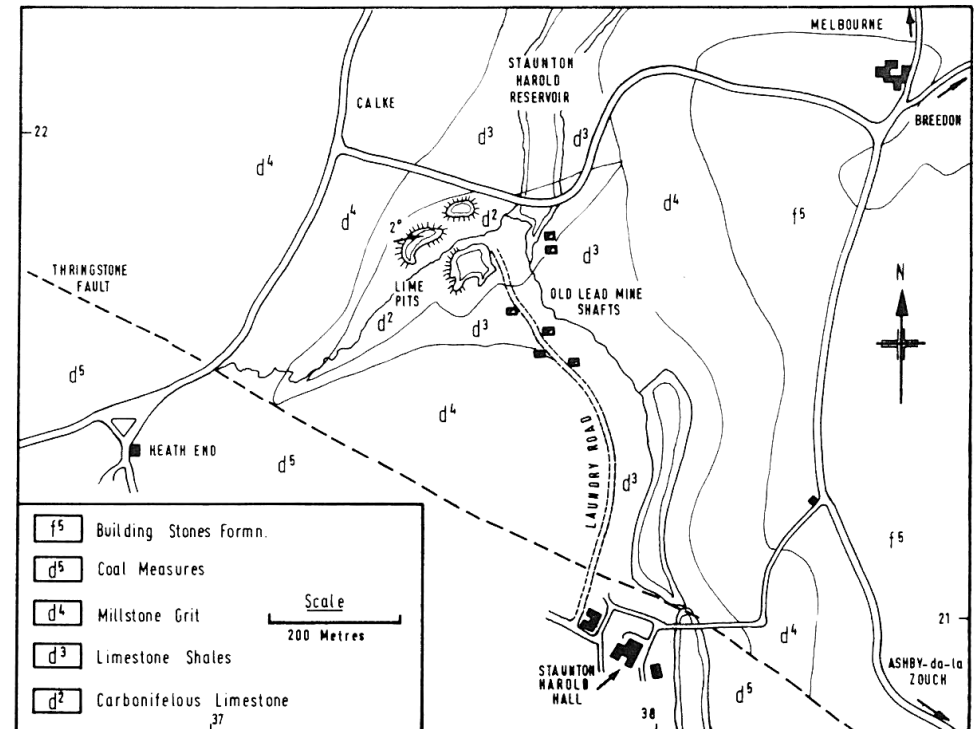 MELBOURNE
STAUNTON
HAROLD
RESERVOIR
CALKE
BREEDON
22
d3
d3
d4
d4
d4
f5
2°
d2
d3
N
THRINGSTONE
FAULT
LIME
PITS
OLD LEAD MINE
SHAFTS
d2
d3
d5
d4
HEATH END
d5
LAUNDRY ROAD
d3
f5
f5 Building Stones Formn.
d5 Coal Measures
d4 Millstone Grit
Scale
200 Metres
d3 Limestone Shales
d2 Carbonifelous Limestone
37
21
d4
STAUNTON
HAROLD
HALL
38
d5
ASHBY-da-la
ZOUCH